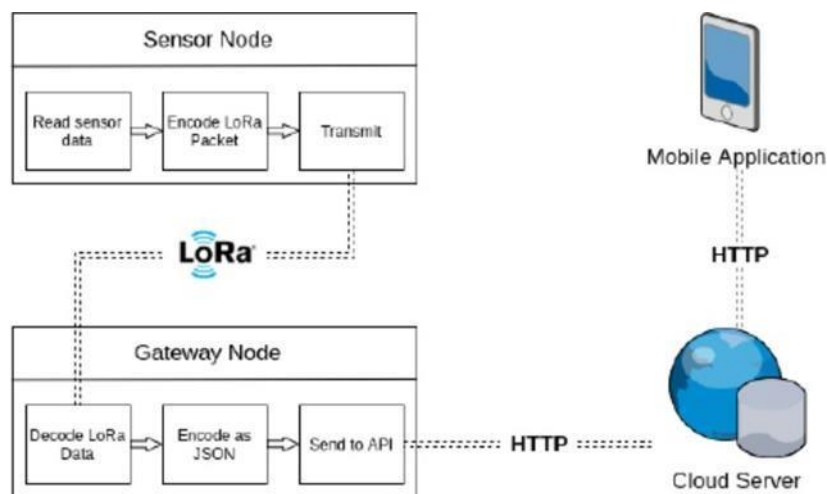 Sensor Node
Read sensor
data
Encode LoRa
Packet
Transmit
Mobile Application
LoRa
HTTP
Gateway Node
Decode LoRa
Data
Encode as
JSON
Send to API
HTTP
Cloud Server